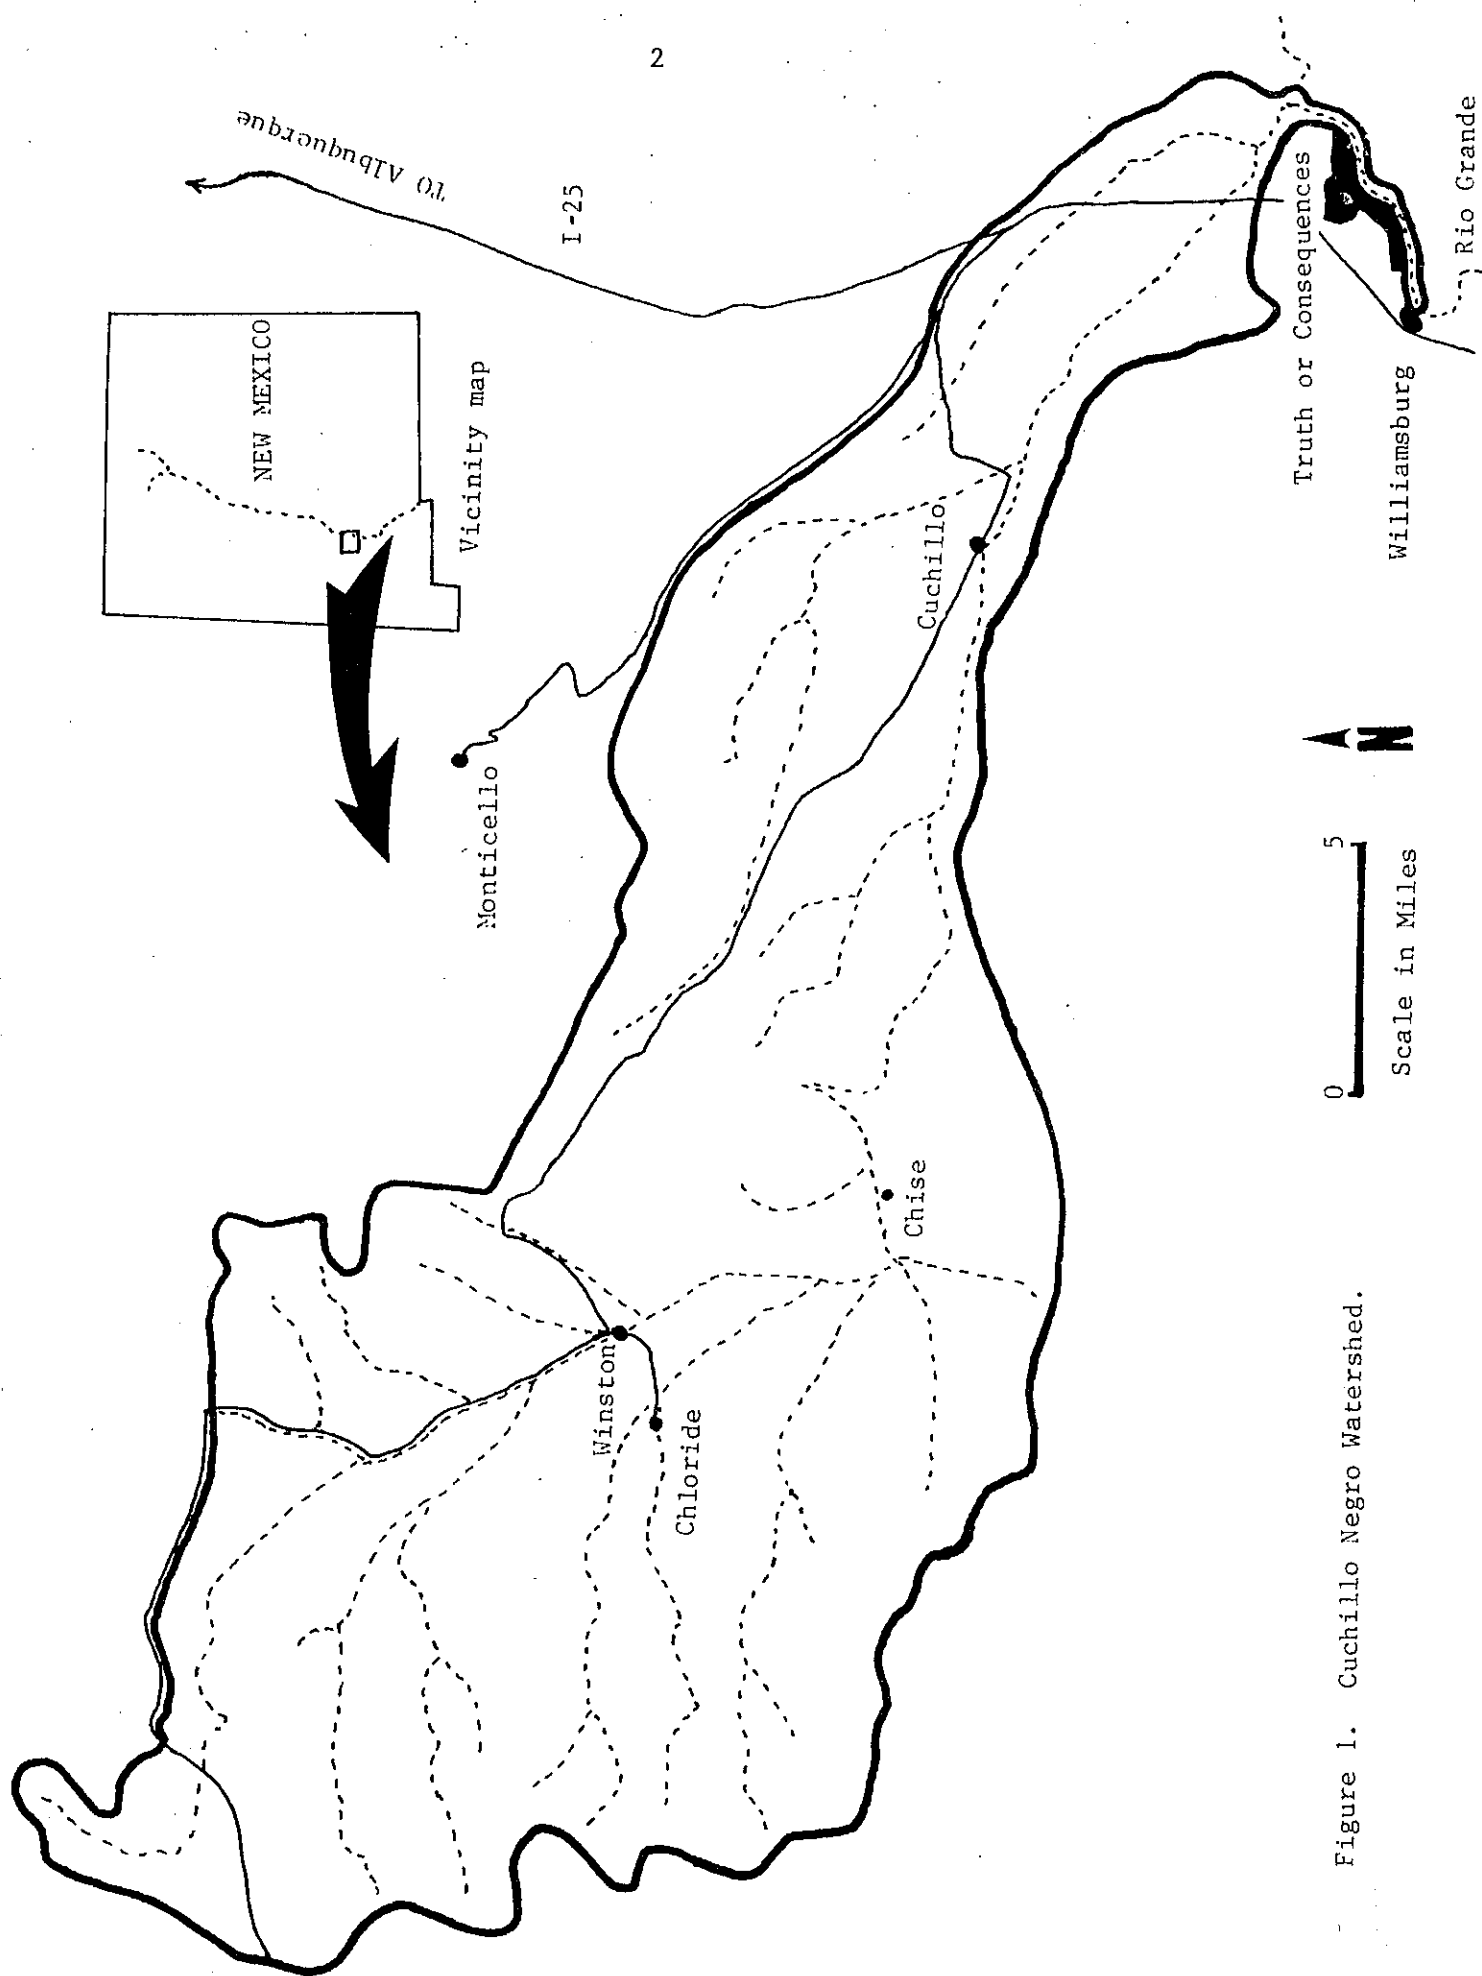 2
TO Albuquerque
I-25
NEW MEXICO
Vicinity map
Monticello
Cuchillo
Truth or Consequences
Williamsburg
Rio Grande
Winston
Chloride
Chise
N
0 5
Scale in Miles
Figure 1. Cuchillo Negro Watershed.